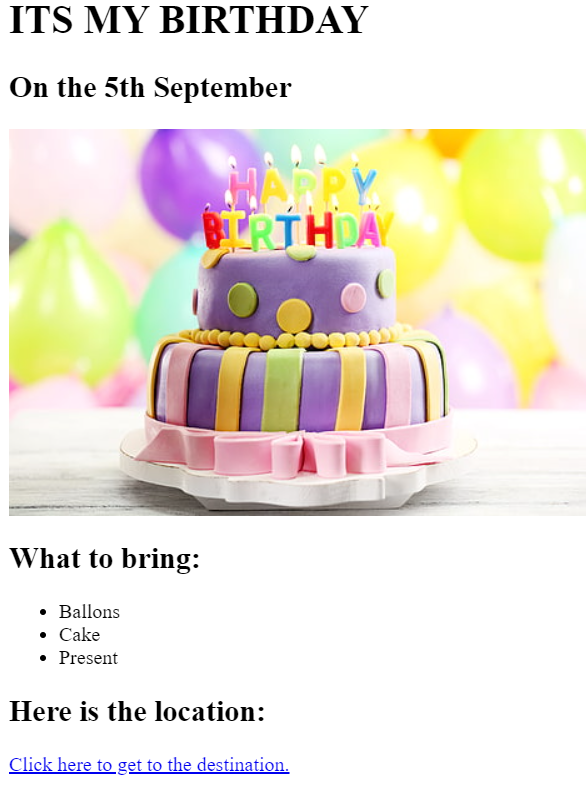 ITS MY BIRTHDAY
On the 5th September
HAPPY
BIRTHDAY
What to bring:
Ballons
Cake
Present
Here is the location:
Click here to get to the destination.